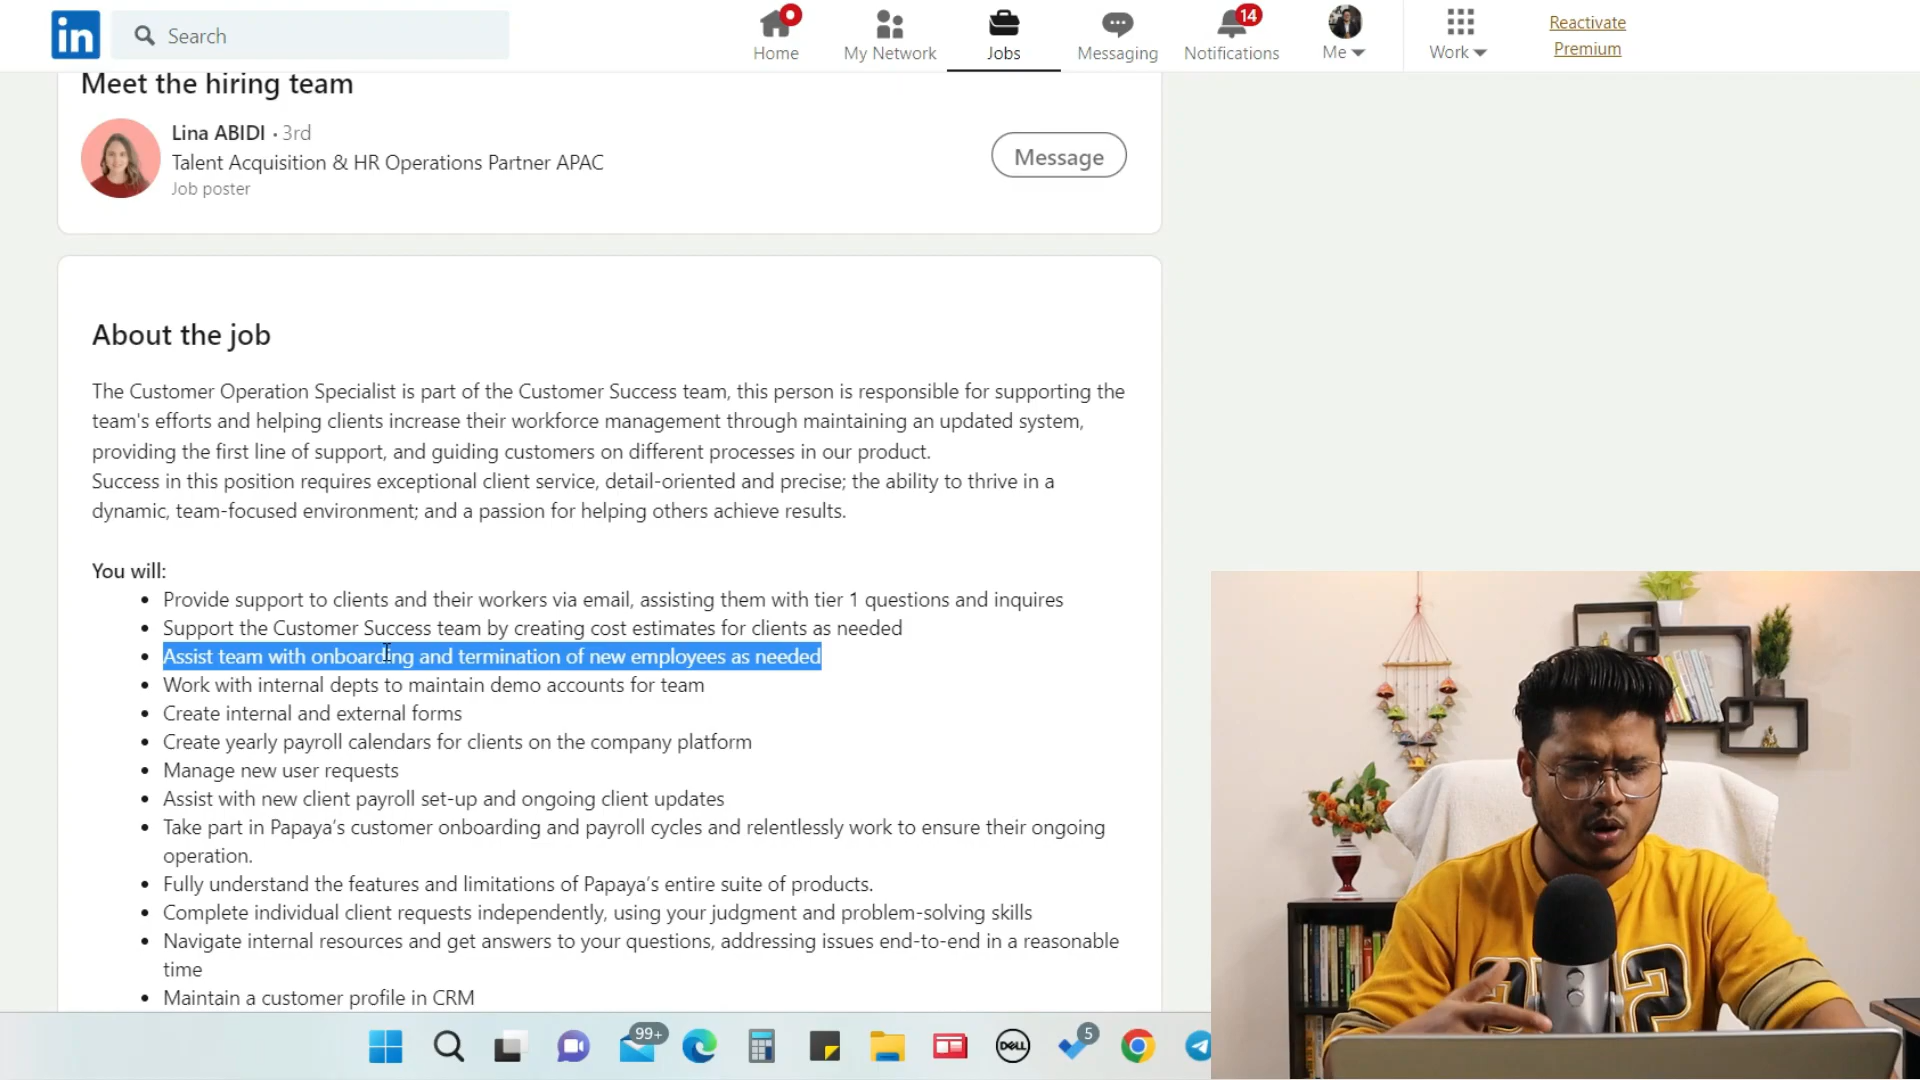 in
Search
Home
My Network
Jobs
Messaging
14
Notifications
Me
Work
Reactivate
Premium
Meet the hiring team
Lina ABIDI · 3rd
Talent Acquisition & HR Operations Partner APAC
Job poster
Message
About the job
The Customer Operation Specialist is part of the Customer Success team, this person is responsible for supporting the
team's efforts and helping clients increase their workforce management through maintaining an updated system,
providing the first line of support, and guiding customers on different processes in our product.
Success in this position requires exceptional client service, detail-oriented and precise; the ability to thrive in a
dynamic, team-focused environment; and a passion for helping others achieve results.
You will:
• Provide support to clients and their workers via email, assisting them with tier 1 questions and inquires
• Support the Customer Success team by creating cost estimates for clients as needed
• Assist team with onboarding and termination of new employees as needed
• Work with internal depts to maintain demo accounts for team
• Create internal and external forms
• Create yearly payroll calendars for clients on the company platform
• Manage new user requests
• Assist with new client payroll set-up and ongoing client updates
• Take part in Papaya’s customer onboarding and payroll cycles and relentlessly work to ensure their ongoing
operation.
• Fully understand the features and limitations of Papaya’s entire suite of products.
• Complete individual client requests independently, using your judgment and problem-solving skills
• Navigate internal resources and get answers to your questions, addressing issues end-to-end in a reasonable
time
• Maintain a customer profile in CRM
99+
DELL
5